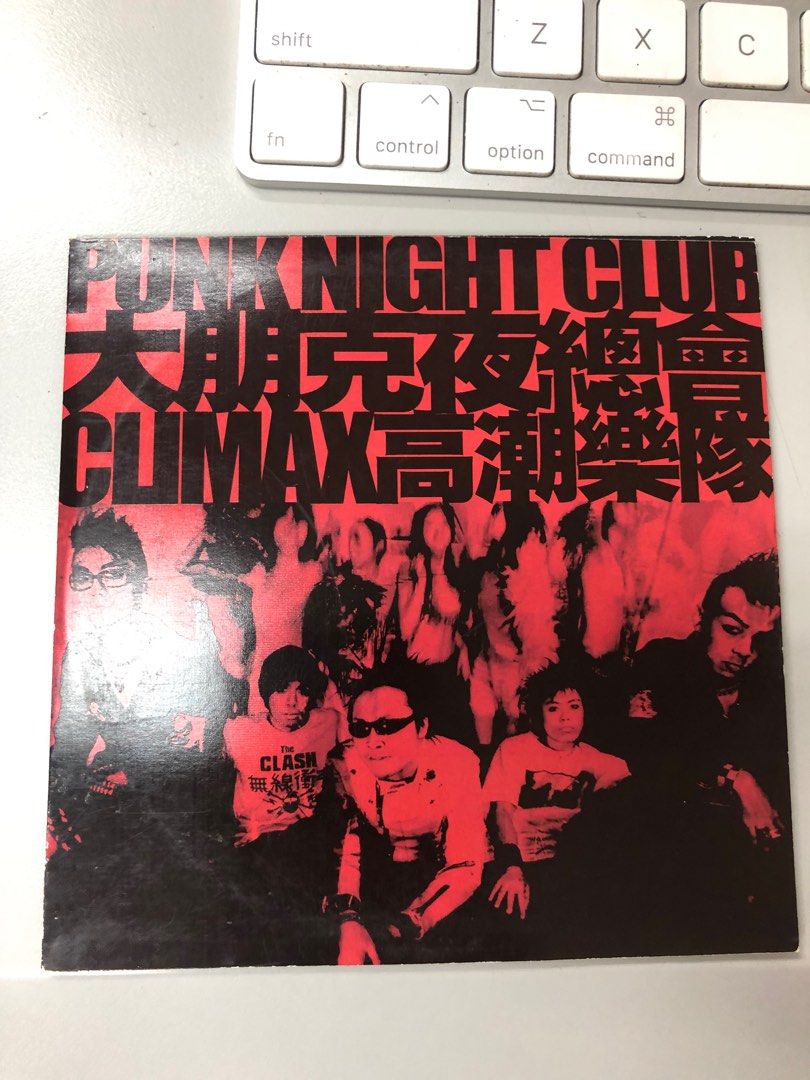 shift
Z
X
C
fn
control
option
command
PUNK NIGHT CLUB
大朋克夜總會
CLIMAX高潮樂隊
The
CLASH
無線衝